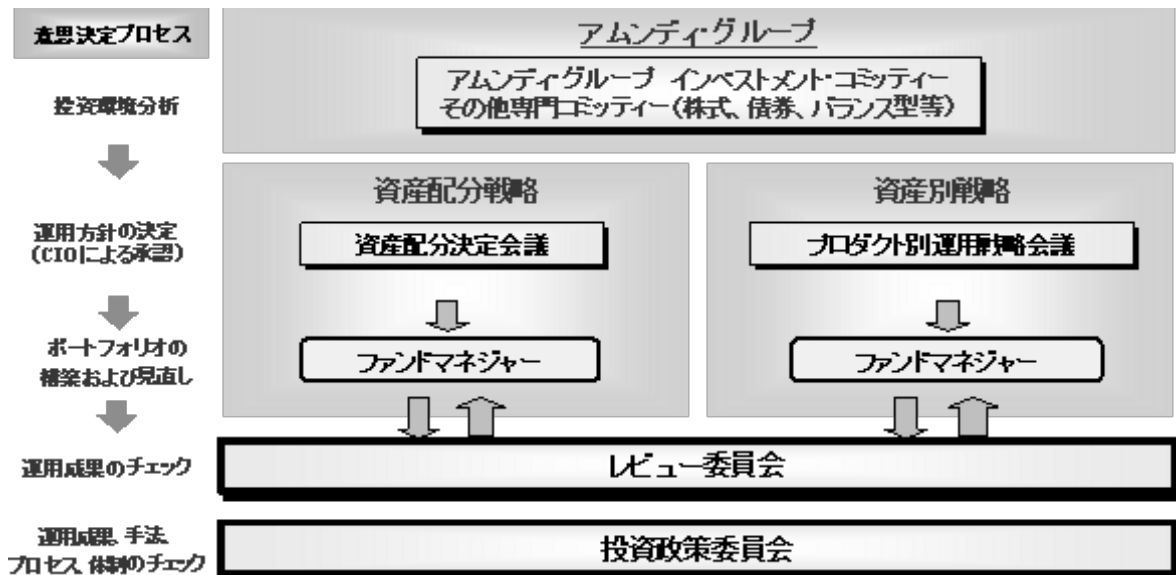 意思決定プロセス
アムンディ・グループ
アムンディグループ インベストメント・コミッティー
その他専門コミッティー(株式、債券、バランス型等)
投資環境分析
資産配分戦略
資産別戦略
運用方針の決定
(CIOによる承認)
資産配分決定会議
プロダクト別運用戦略会議
ポートフォリオの
構築および見直し
ファンドマネジャー
ファンドマネジャー
運用成果のチェック
レビュー委員会
運用成果、手法、
プロセス、体制のチェック
投資政策委員会